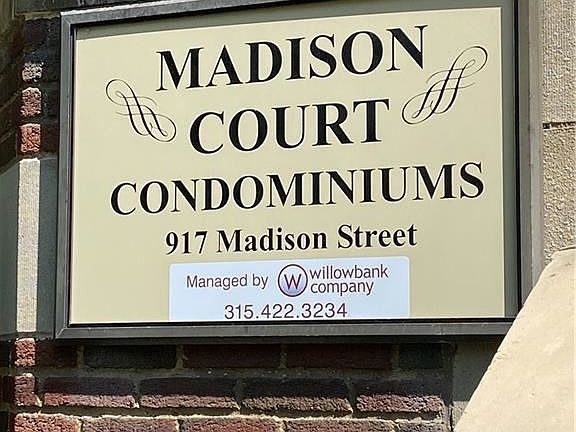 MADISON
COURT
CONDOMINIUMS
917 Madison Street
Managed by W willowbank
company
315.422.3234